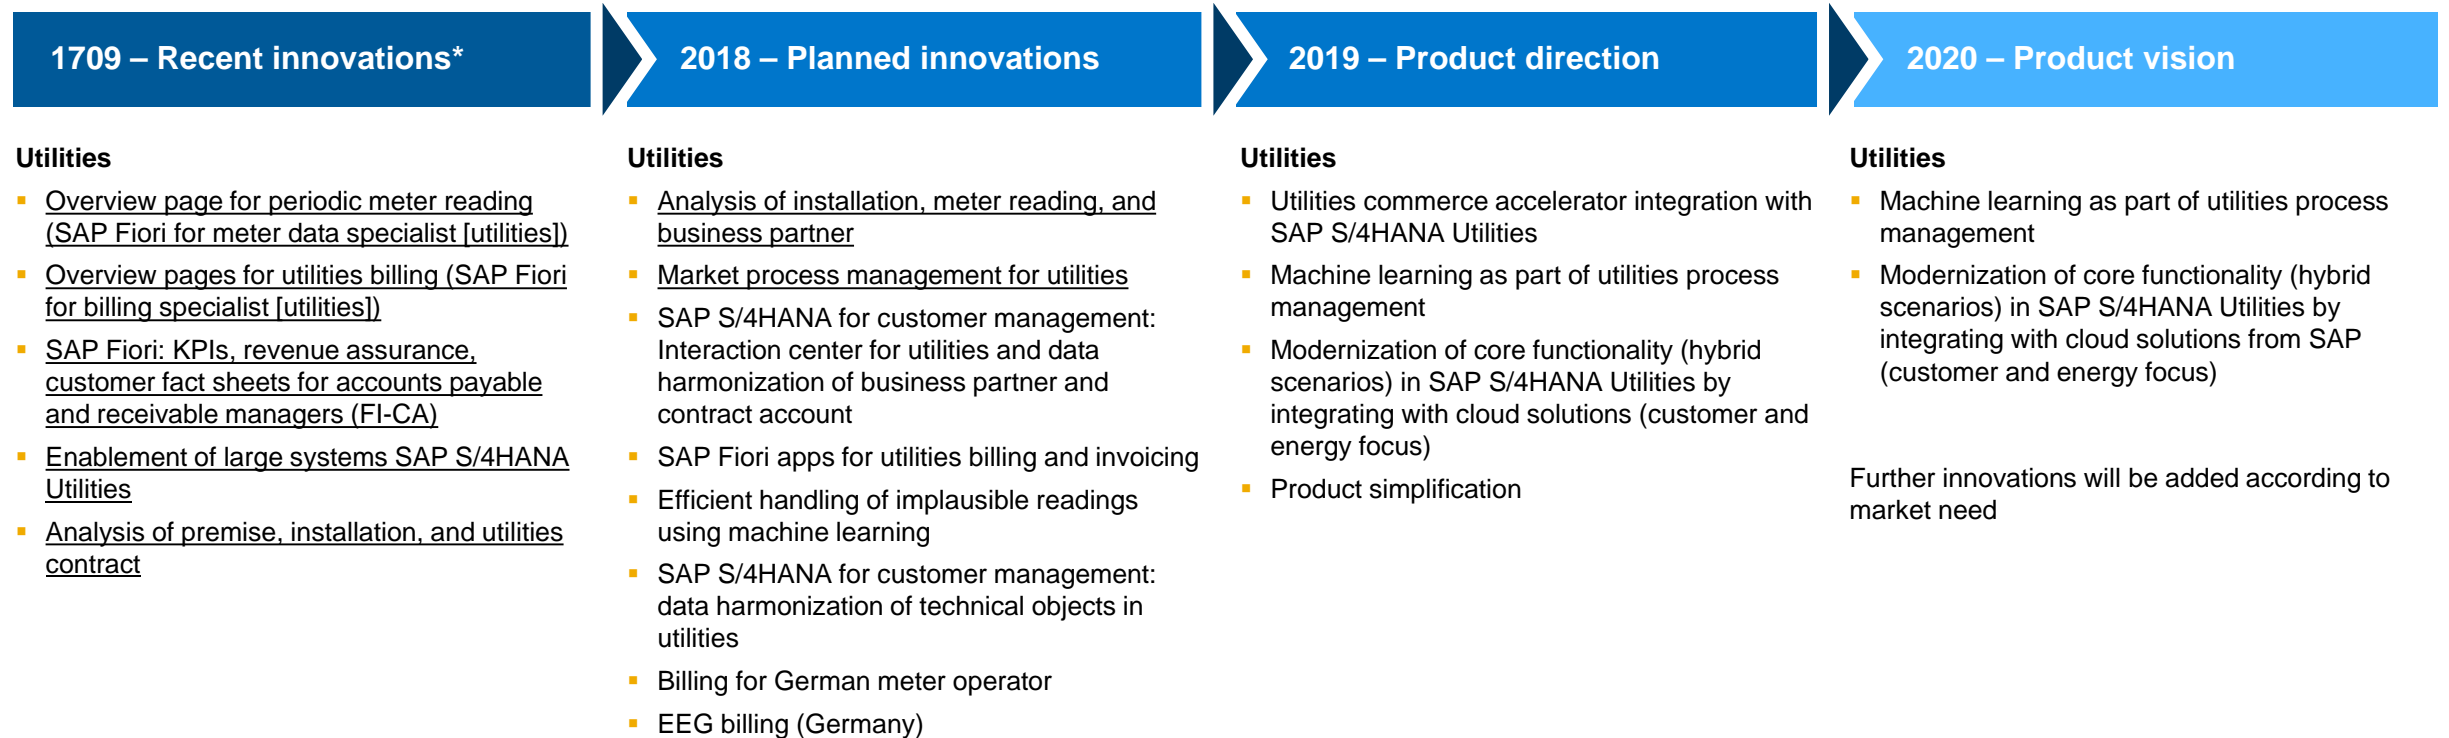 1709 – Recent innovations*
2018 – Planned innovations
2019 – Product direction
2020 – Product vision
Utilities
Overview page for periodic meter reading
(SAP Fiori for meter data specialist [utilities])
Overview pages for utilities billing (SAP Fiori
for billing specialist [utilities])
SAP Fiori: KPIs, revenue assurance,
customer fact sheets for accounts payable
and receivable managers (FI-CA)
Enablement of large systems SAP S/4HANA
Utilities
Analysis of premise, installation, and utilities
contract
Utilities
Analysis of installation, meter reading, and
business partner
Market process management for utilities
SAP S/4HANA for customer management:
Interaction center for utilities and data
harmonization of business partner and
contract account
SAP Fiori apps for utilities billing and invoicing
Efficient handling of implausible readings
using machine learning
SAP S/4HANA for customer management:
data harmonization of technical objects in
utilities
Billing for German meter operator
EEG billing (Germany)
Utilities
Utilities commerce accelerator integration with
SAP S/4HANA Utilities
Machine learning as part of utilities process
management
Modernization of core functionality (hybrid
scenarios) in SAP S/4HANA Utilities by
integrating with cloud solutions (customer and
energy focus)
Product simplification
Utilities
Machine learning as part of utilities process
management
Modernization of core functionality (hybrid
scenarios) in SAP S/4HANA Utilities by
integrating with cloud solutions from SAP
(customer and energy focus)
Further innovations will be added according to
market need